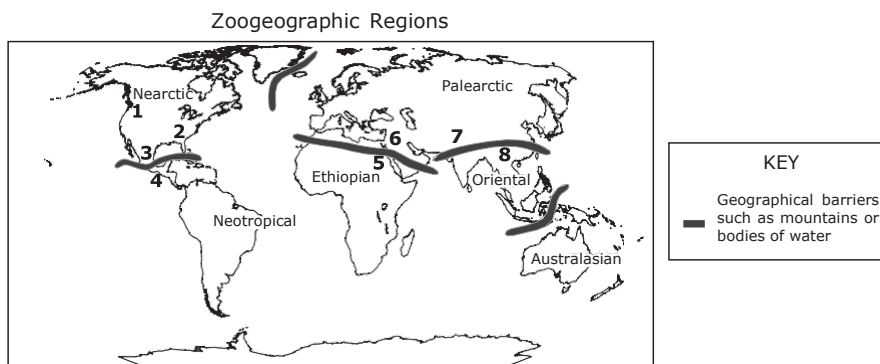 Zoogeographic Regions
Nearctic
Palearctic
1
2
3
4
5
6
7
8
Ethiopian
Oriental
Neotropical
Australasian
KEY
Geographical barriers
such as mountains or
bodies of water